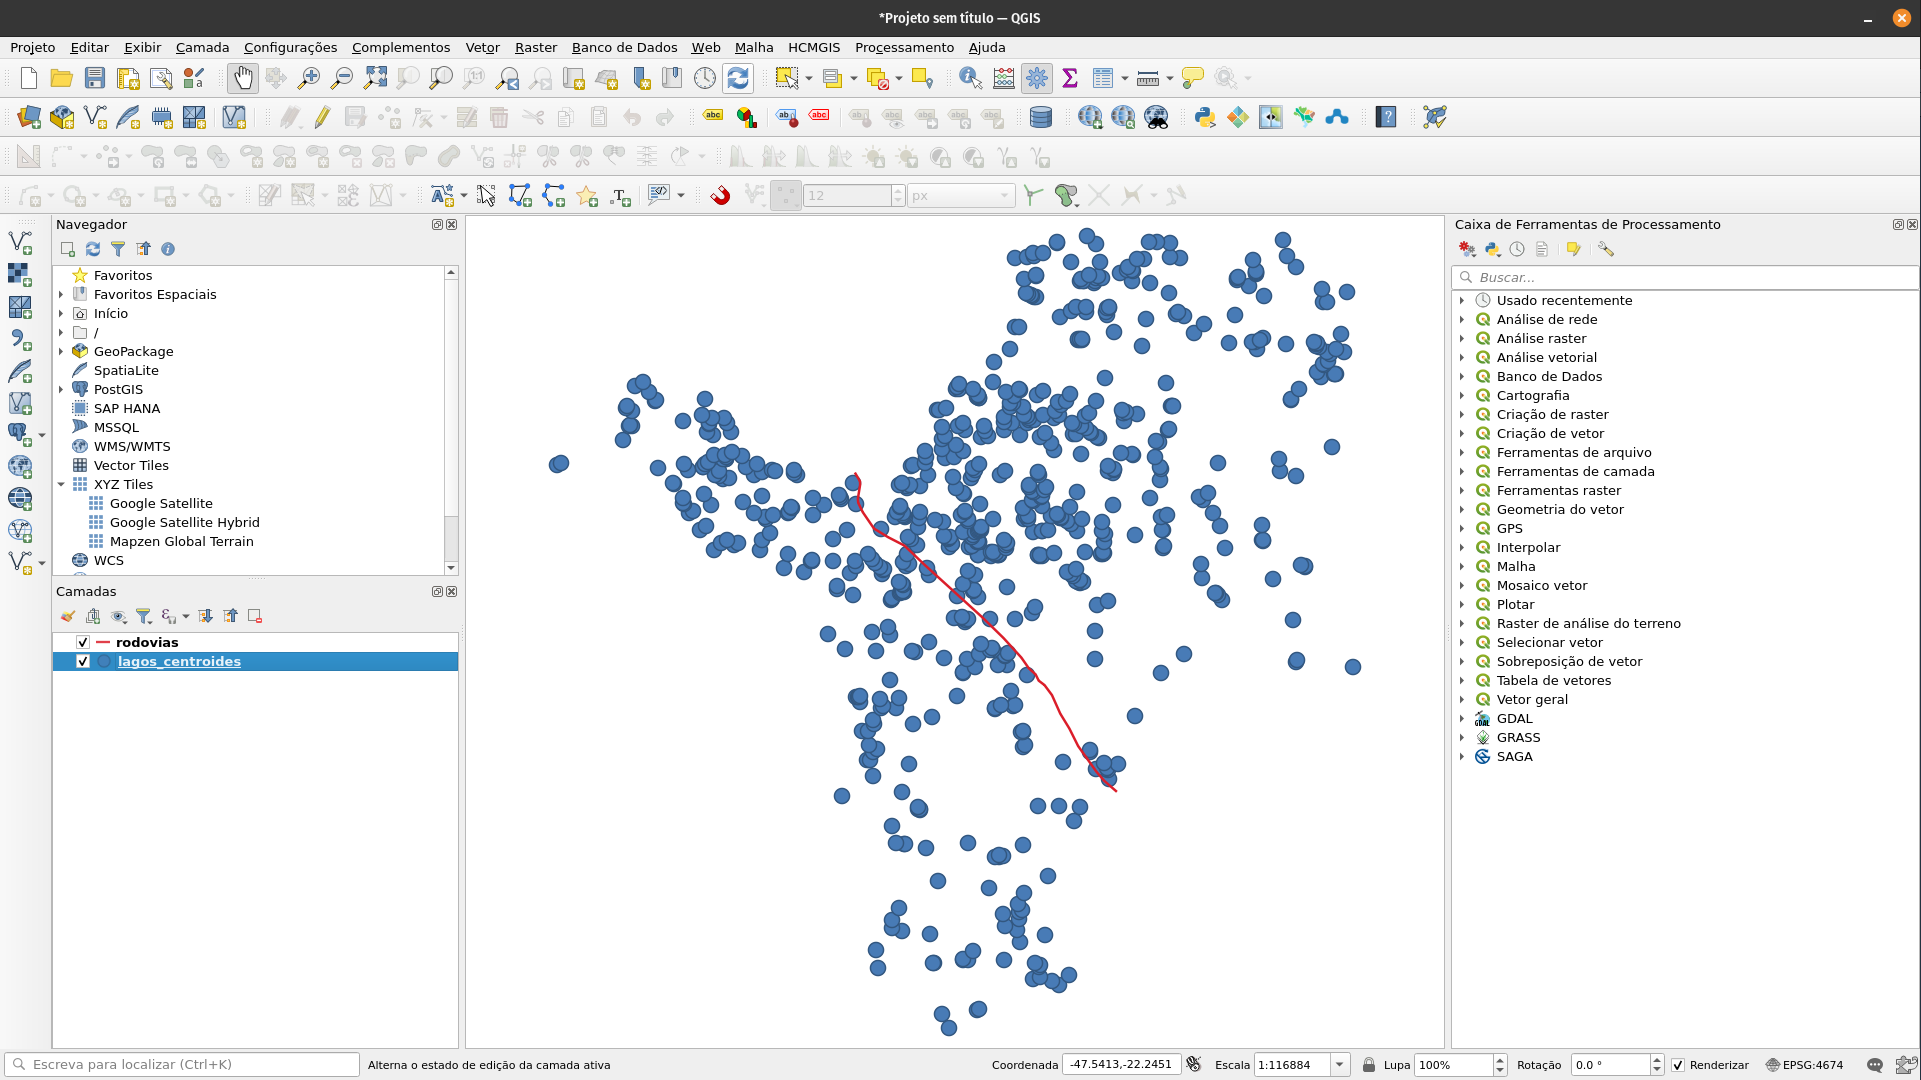 *Projeto sem título — QGIS
Projeto Editar Exibir Camada Configurações Complementos Vetor Raster Banco de Dados Web Malha HCMGIS Processamento Ajuda
12 px
Navegador
Favoritos
Favoritos Espaciais
Início
/
GeoPackage
SpatiaLite
PostGIS
SAP HANA
MSSQL
WMS/WMTS
Vector Tiles
XYZ Tiles
Google Satellite
Google Satellite Hybrid
Mapzen Global Terrain
WCS
Camadas
rodovias
lagos_centroides
Caixa de Ferramentas de Processamento
Buscar...
Usado recentemente
Análise de rede
Análise raster
Análise vetorial
Banco de Dados
Cartografia
Criação de raster
Criação de vetor
Ferramentas de arquivo
Ferramentas de camada
Ferramentas raster
Geometria do vetor
GPS
Interpolar
Malha
Mosaico vetor
Plotar
Raster de análise do terreno
Selecionar vetor
Sobreposição de vetor
Tabela de vetores
Vetor geral
GDAL
GRASS
SAGA
Escreva para localizar (Ctrl+K) Alterna o estado de edição da camada ativa Coordenada -47.5413,-22.2451 Escala 1:116884 Lupa 100% Rotação 0.0 ° Renderizar EPSG:4674